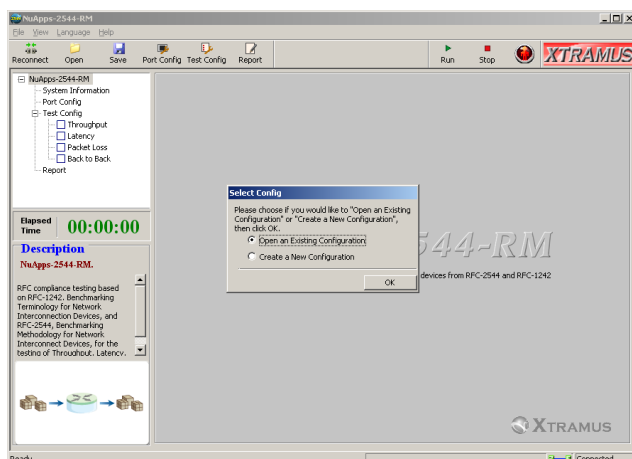 NuApps-2544-RM
File View Language Help
Reconnect Open Save Port Config Test Config Report Run Stop XTRAMUS
NuApps-2544-RM
System Information
Port Config
Test Config
Throughput
Latency
Packet Loss
Back to Back
Report
Elapsed Time 00:00:00
Description
NuApps-2544-RM.
RFC compliance testing based
on RFC-1242. Benchmarking
Terminology for Network
Interconnection Devices, and
RFC-2544, Benchmarking
Methodology for Network
Interconnect Devices, for the
testing of Throughput. Latency.
Select Config
Please choose if you would like to "Open an Existing
Configuration" or "Create a New Configuration",
then click OK.
Open an Existing Configuration
Create a New Configuration
OK
544-RM
devices from RFC-2544 and RFC-1242
XTRAMUS
Ready Connected